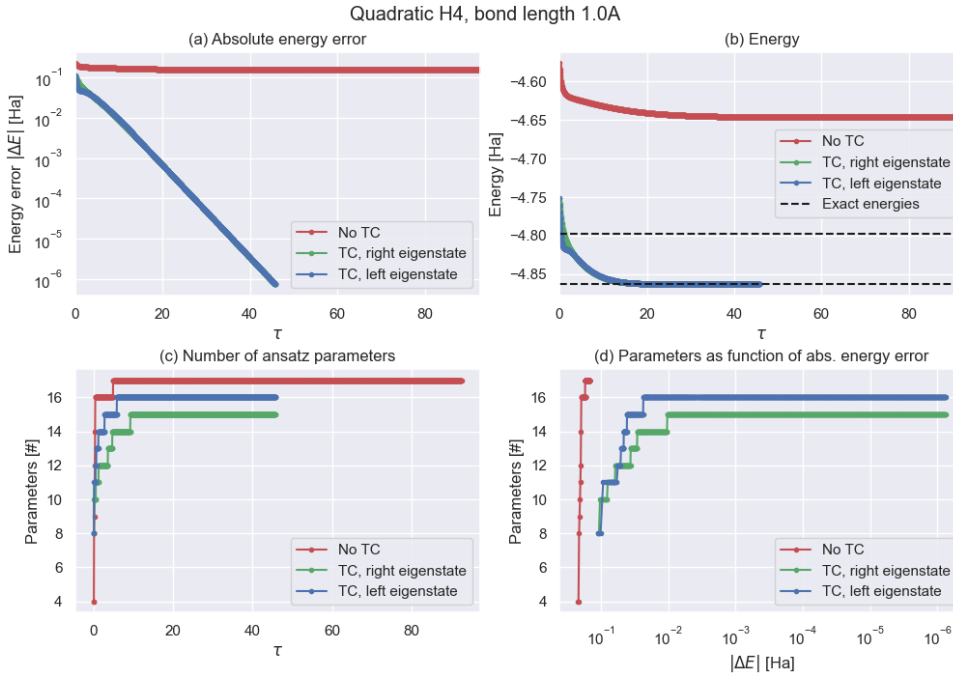 Quadratic H4, bond length 1.0A
(a) Absolute energy error
Energy error |ΔE| [Ha]
10⁻¹
10⁻²
10⁻³
10⁻⁴
10⁻⁵
10⁻⁶
No TC
TC, right eigenstate
TC, left eigenstate
0 20 40 60 80
τ
(b) Energy
Energy [Ha]
−4.60
−4.65
−4.70
−4.75
−4.80
−4.85
No TC
TC, right eigenstate
TC, left eigenstate
Exact energies
0 20 40 60 80
τ
(c) Number of ansatz parameters
Parameters [#]
16
14
12
10
8
6
4
No TC
TC, right eigenstate
TC, left eigenstate
0 20 40 60 80
τ
(d) Parameters as function of abs. energy error
Parameters [#]
16
14
12
10
8
6
4
No TC
TC, right eigenstate
TC, left eigenstate
10⁻¹ 10⁻² 10⁻³ 10⁻⁴ 10⁻⁵ 10⁻⁶
|ΔE| [Ha]